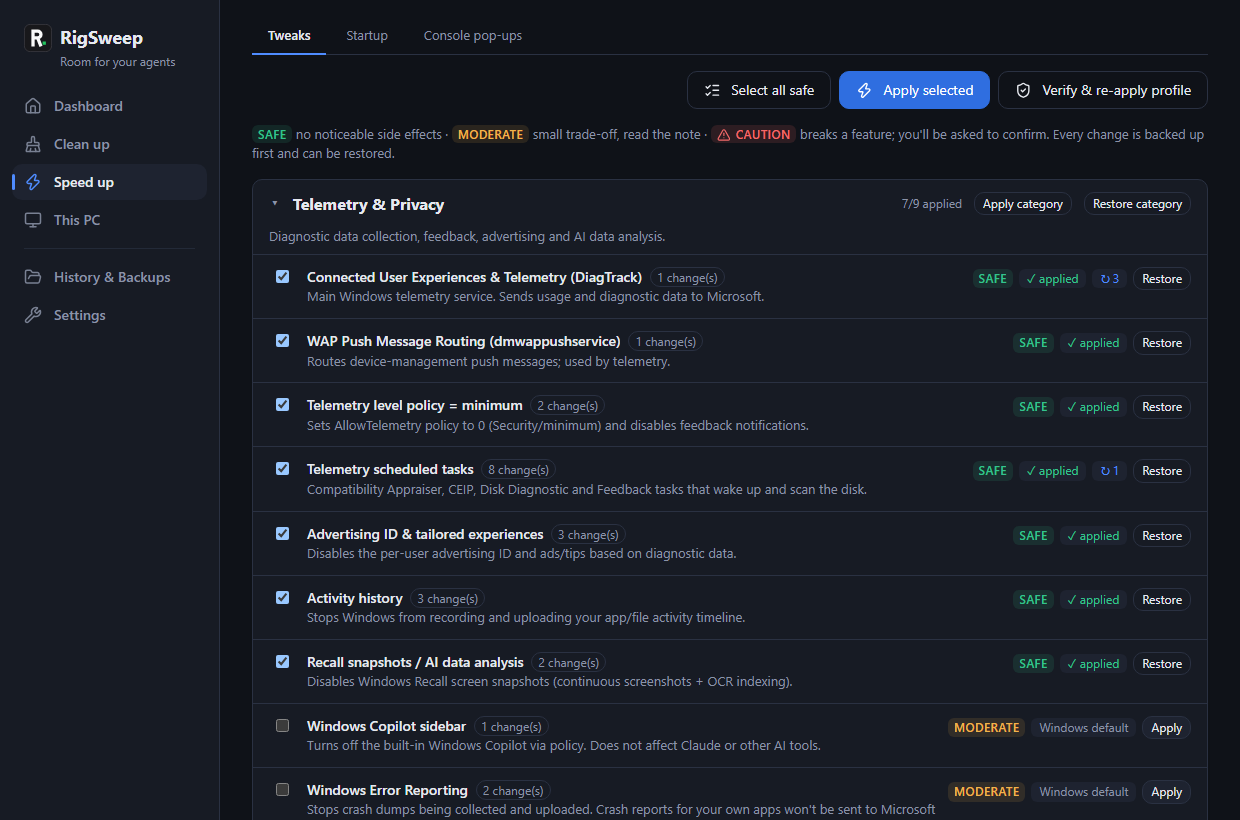 R.
RigSweep
Room for your agents
Dashboard
Clean up
Speed up
This PC
History & Backups
Settings
Tweaks Startup Console pop-ups
Select all safe Apply selected Verify & re-apply profile
SAFE no noticeable side effects · MODERATE small trade-off, read the note · CAUTION breaks a feature; you'll be asked to confirm. Every change is backed up
first and can be restored.
Telemetry & Privacy 7/9 applied Apply category Restore category
Diagnostic data collection, feedback, advertising and AI data analysis.
Connected User Experiences & Telemetry (DiagTrack) 1 change(s) SAFE ✓ applied ↻ 3 Restore
Main Windows telemetry service. Sends usage and diagnostic data to Microsoft.
WAP Push Message Routing (dmwappushservice) 1 change(s) SAFE ✓ applied Restore
Routes device-management push messages; used by telemetry.
Telemetry level policy = minimum 2 change(s) SAFE ✓ applied Restore
Sets AllowTelemetry policy to 0 (Security/minimum) and disables feedback notifications.
Telemetry scheduled tasks 8 change(s) SAFE ✓ applied ↻ 1 Restore
Compatibility Appraiser, CEIP, Disk Diagnostic and Feedback tasks that wake up and scan the disk.
Advertising ID & tailored experiences 3 change(s) SAFE ✓ applied Restore
Disables the per-user advertising ID and ads/tips based on diagnostic data.
Activity history 3 change(s) SAFE ✓ applied Restore
Stops Windows from recording and uploading your app/file activity timeline.
Recall snapshots / AI data analysis 2 change(s) SAFE ✓ applied Restore
Disables Windows Recall screen snapshots (continuous screenshots + OCR indexing).
Windows Copilot sidebar 1 change(s) MODERATE Windows default Apply
Turns off the built-in Windows Copilot via policy. Does not affect Claude or other AI tools.
Windows Error Reporting 2 change(s) MODERATE Windows default Apply
Stops crash dumps being collected and uploaded. Crash reports for your own apps won't be sent to Microsoft